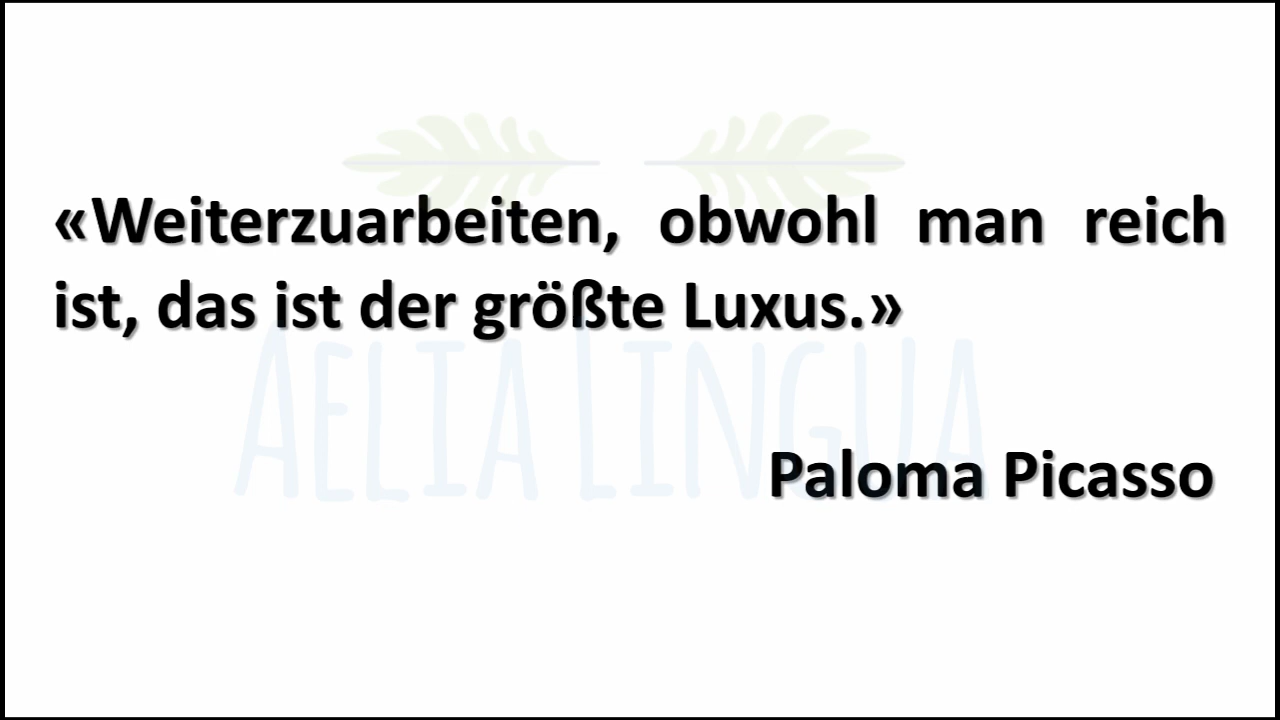 «Weiterzuarbeiten, obwohl man reich
ist, das ist der größte Luxus.»
AELIA LINGUA
Paloma Picasso